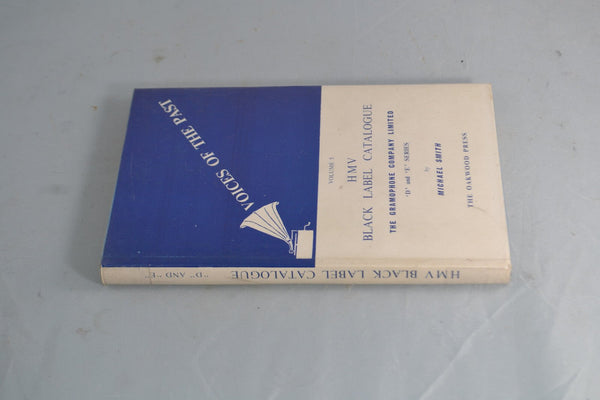 VOICES OF THE PAST
VOLUME 5
HMV
BLACK LABEL CATALOGUE
THE GRAMOPHONE COMPANY LIMITED
'D' and 'E' SERIES
by
MICHAEL SMITH
THE OAKWOOD PRESS
HMV BLACK LABEL CATALOGUE "D" AND "E"